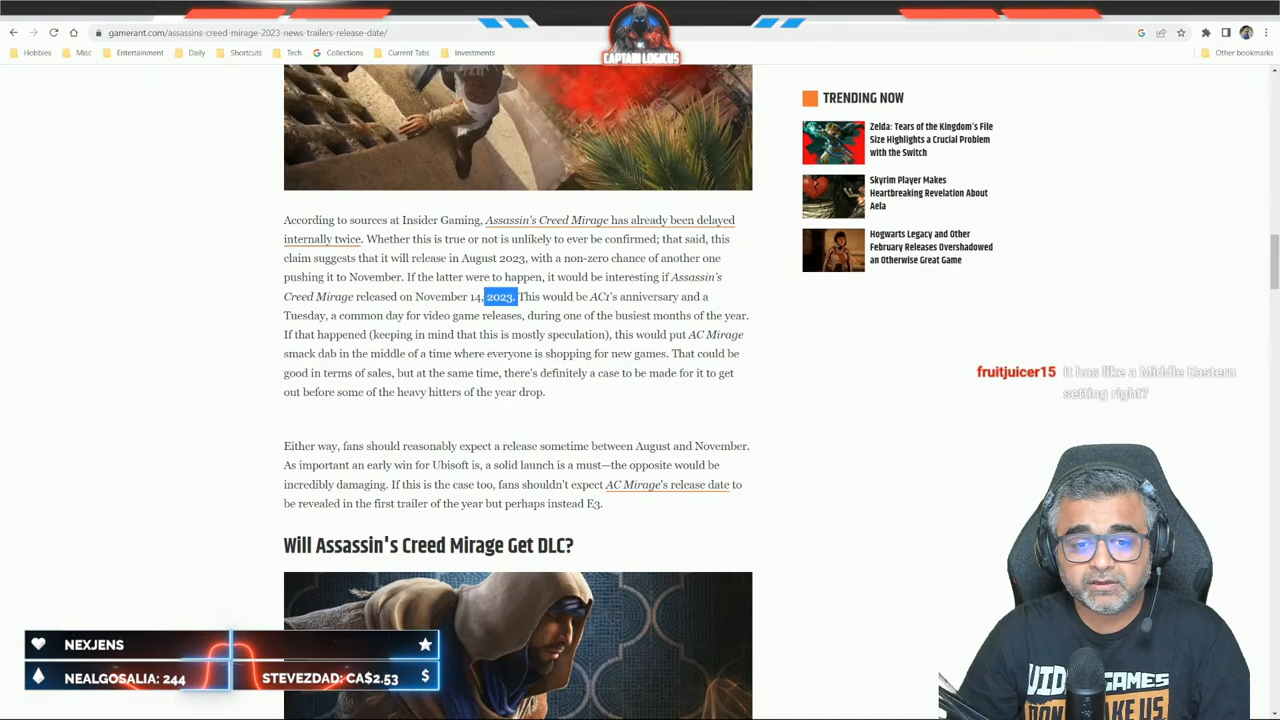 gamerant.com/assassins-creed-mirage-2023-news-trailers-release-date/
CAPTAIN LOGICUS
Hobbies
Misc
Entertainment
Daily
Shortcuts
Tech
Collections
Current Tabs
Investments
Other bookmarks
According to sources at Insider Gaming, Assassin's Creed Mirage has already been delayed
internally twice. Whether this is true or not is unlikely to ever be confirmed; that said, this
claim suggests that it will release in August 2023, with a non-zero chance of another one
pushing it to November. If the latter were to happen, it would be interesting if Assassin's
Creed Mirage released on November 14, 2023. This would be AC1's anniversary and a
Tuesday, a common day for video game releases, during one of the busiest months of the year.
If that happened (keeping in mind that this is mostly speculation), this would put AC Mirage
smack dab in the middle of a time where everyone is shopping for new games. That could be
good in terms of sales, but at the same time, there's definitely a case to be made for it to get
out before some of the heavy hitters of the year drop.
Either way, fans should reasonably expect a release sometime between August and November.
As important an early win for Ubisoft is, a solid launch is a must—the opposite would be
incredibly damaging. If this is the case too, fans shouldn't expect AC Mirage's release date to
be revealed in the first trailer of the year but perhaps instead E3.
Will Assassin's Creed Mirage Get DLC?
TRENDING NOW
Zelda: Tears of the Kingdom's File
Size Highlights a Crucial Problem
with the Switch
Skyrim Player Makes
Heartbreaking Revelation About
Aela
Hogwarts Legacy and Other
February Releases Overshadowed
an Otherwise Great Game
fruitjuicer15 It has like a Middle Eastern
setting right?
NEXJENS
NEALGOSALIA: 244
STEVEZDAD: CA$2.53
$
GAMES
MAKE US